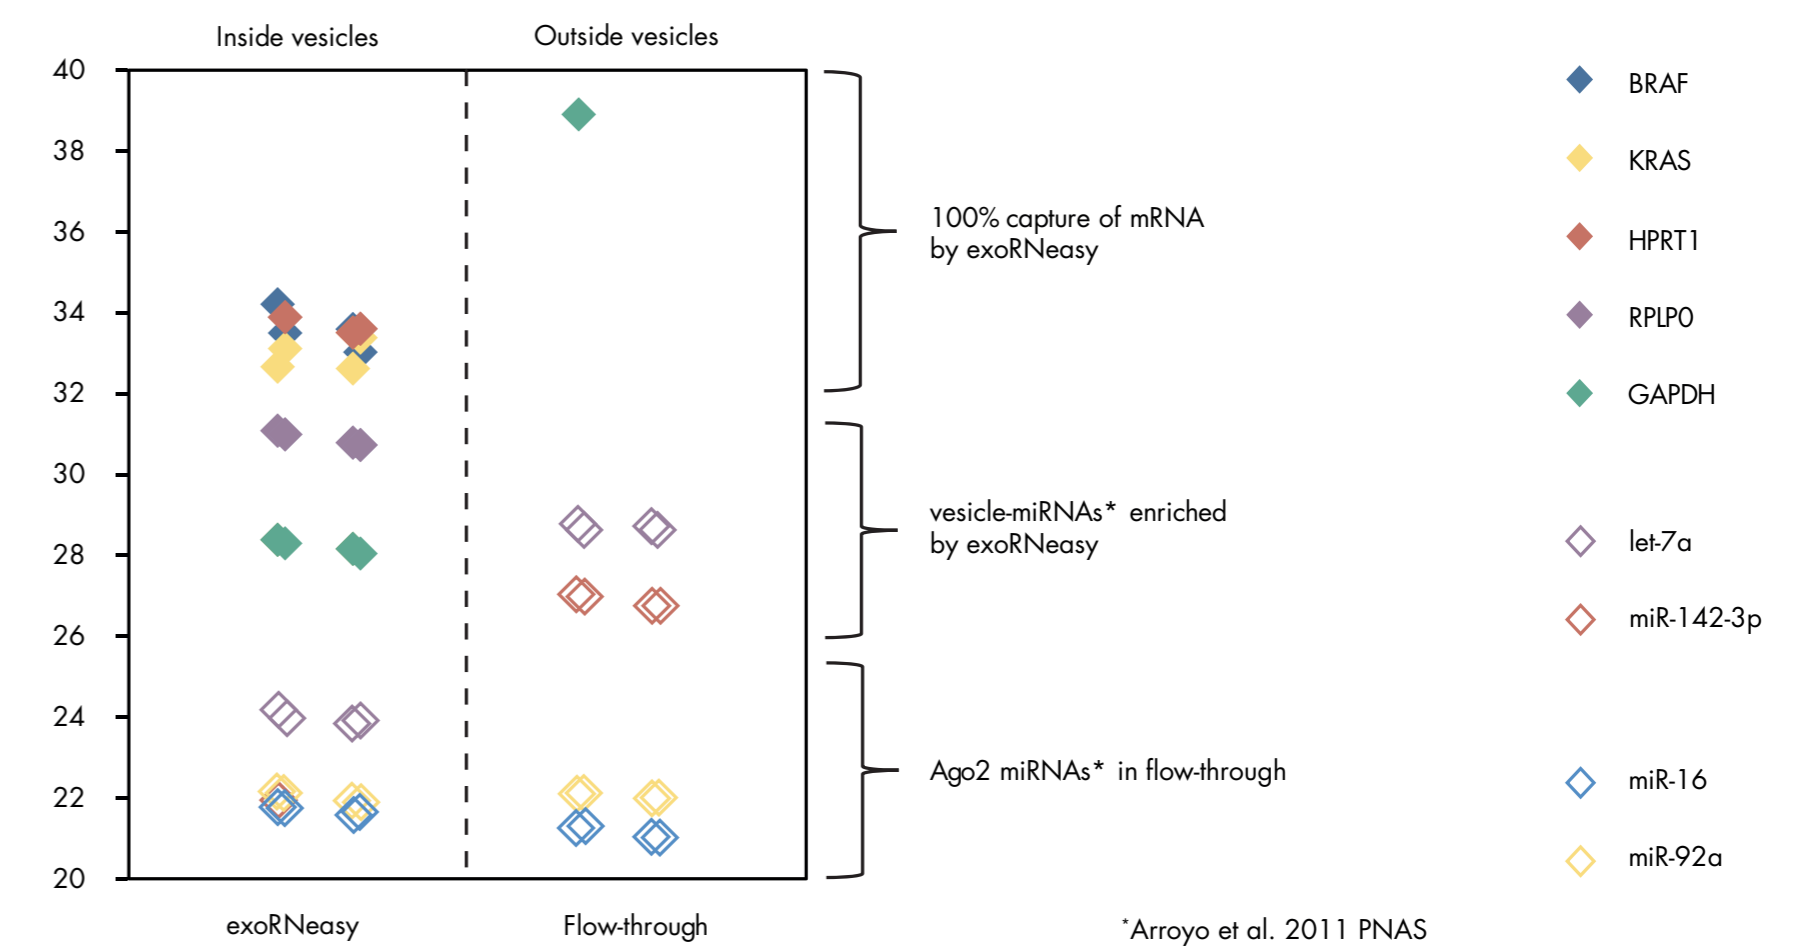 Inside vesicles
Outside vesicles
40
38
36
34
32
30
28
26
24
22
20
exoRNeasy
Flow-through
100% capture of mRNA
by exoRNeasy
vesicle-miRNAs* enriched
by exoRNeasy
Ago2 miRNAs* in flow-through
BRAF
KRAS
HPRT1
RPLP0
GAPDH
let-7a
miR-142-3p
miR-16
miR-92a
*Arroyo et al. 2011 PNAS